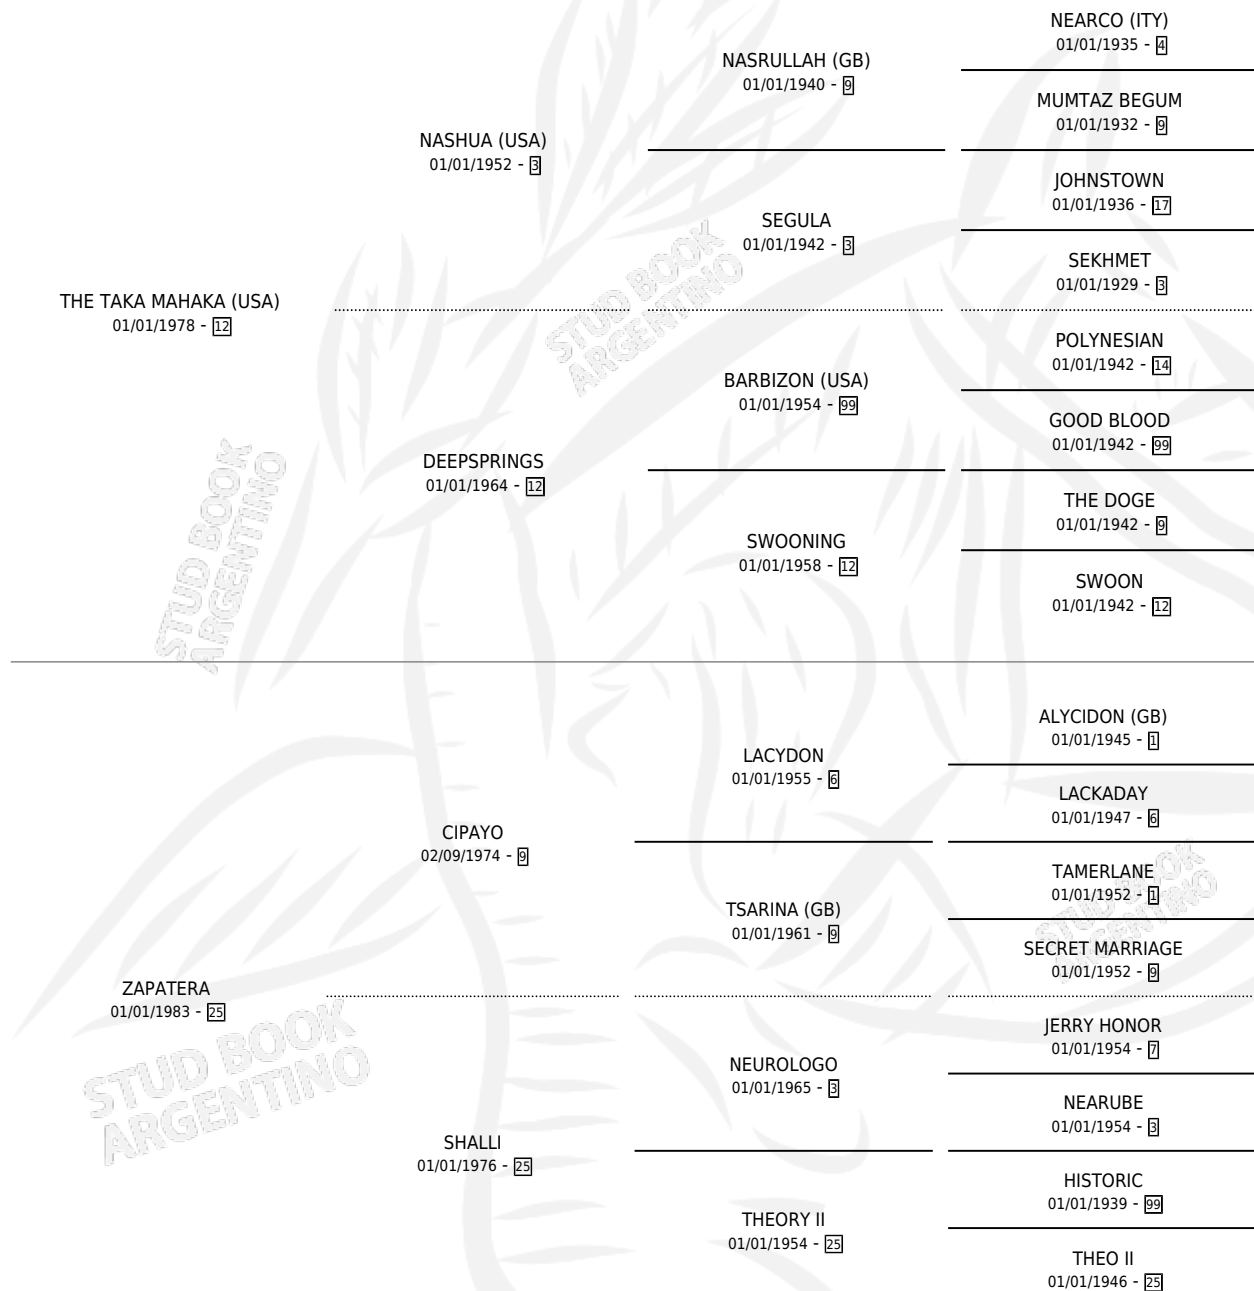 NEARCO (ITY)
01/01/1935 - 4
NASRULLAH (GB)
01/01/1940 - 9
MUMTAZ BEGUM
01/01/1932 - 9
NASHUA (USA)
01/01/1952 - 3
JOHNSTOWN
01/01/1936 - 17
SEGULA
01/01/1942 - 3
SEKHMET
01/01/1929 - 3
THE TAKA MAHAKA (USA)
01/01/1978 - 12
POLYNESIAN
01/01/1942 - 14
BARBIZON (USA)
01/01/1954 - 99
GOOD BLOOD
01/01/1942 - 99
DEEPSPRINGS
01/01/1964 - 12
THE DOGE
01/01/1942 - 9
SWOONING
01/01/1958 - 12
SWOON
01/01/1942 - 12
ALYCIDON (GB)
01/01/1945 - 1
LACYDON
01/01/1955 - 6
LACKADAY
01/01/1947 - 6
CIPAYO
02/09/1974 - 9
TAMERLANE
01/01/1952 - 1
TSARINA (GB)
01/01/1961 - 9
SECRET MARRIAGE
01/01/1952 - 9
ZAPATERA
01/01/1983 - 25
JERRY HONOR
01/01/1954 - 7
NEUROLOGO
01/01/1965 - 3
NEARUBE
01/01/1954 - 3
SHALLI
01/01/1976 - 25
HISTORIC
01/01/1939 - 99
THEORY II
01/01/1954 - 25
THEO II
01/01/1946 - 25
STUD BOOK
ARGENTINO
STUD BOOK
ARGENTINO
STUD BOOK
ARGENTINO
STUD BOOK
ARGENTINO